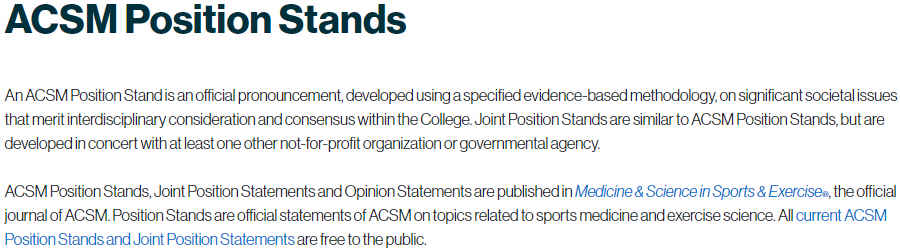 ACSM Position Stands
An ACSM Position Stand is an official pronouncement, developed using a specified evidence-based methodology, on significant societal issues
that merit interdisciplinary consideration and consensus within the College. Joint Position Stands are similar to ACSM Position Stands, but are
developed in concert with at least one other not-for-profit organization or governmental agency.
ACSM Position Stands, Joint Position Statements and Opinion Statements are published in Medicine & Science in Sports & Exercise®, the official
journal of ACSM. Position Stands are official statements of ACSM on topics related to sports medicine and exercise science. All current ACSM
Position Stands and Joint Position Statements are free to the public.